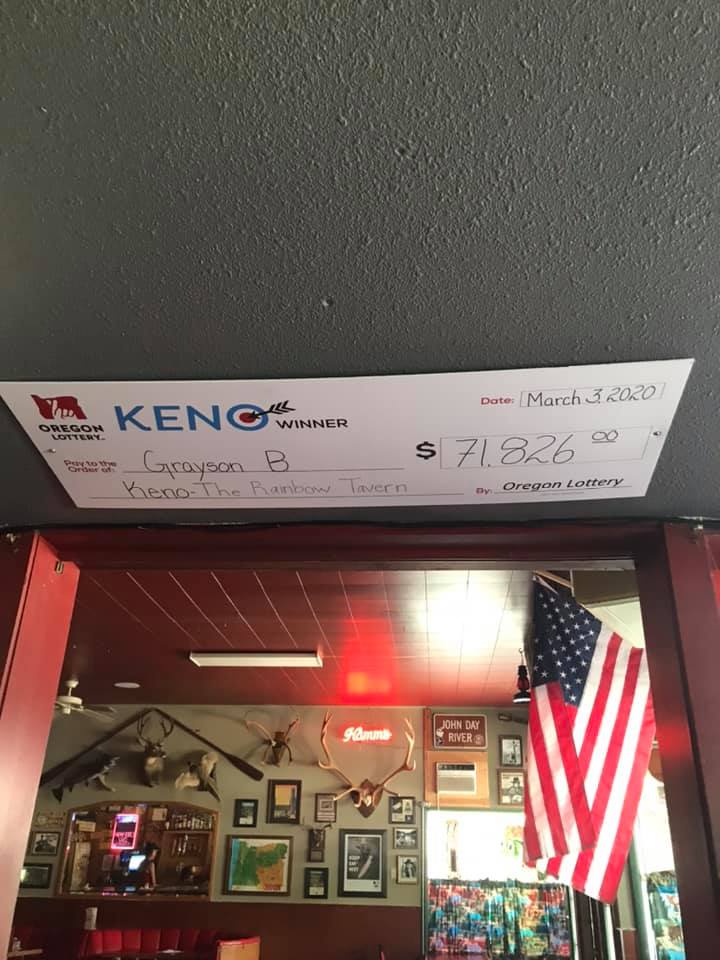 OREGON
LOTTERY
KENO WINNER
Date: March 3, 2020
Pay to the
Order of: Grayson B
$ 71,826 00
Keno-The Rainbow Tavern
By: Oregon Lottery
Hamm's
JOHN DAY
RIVER